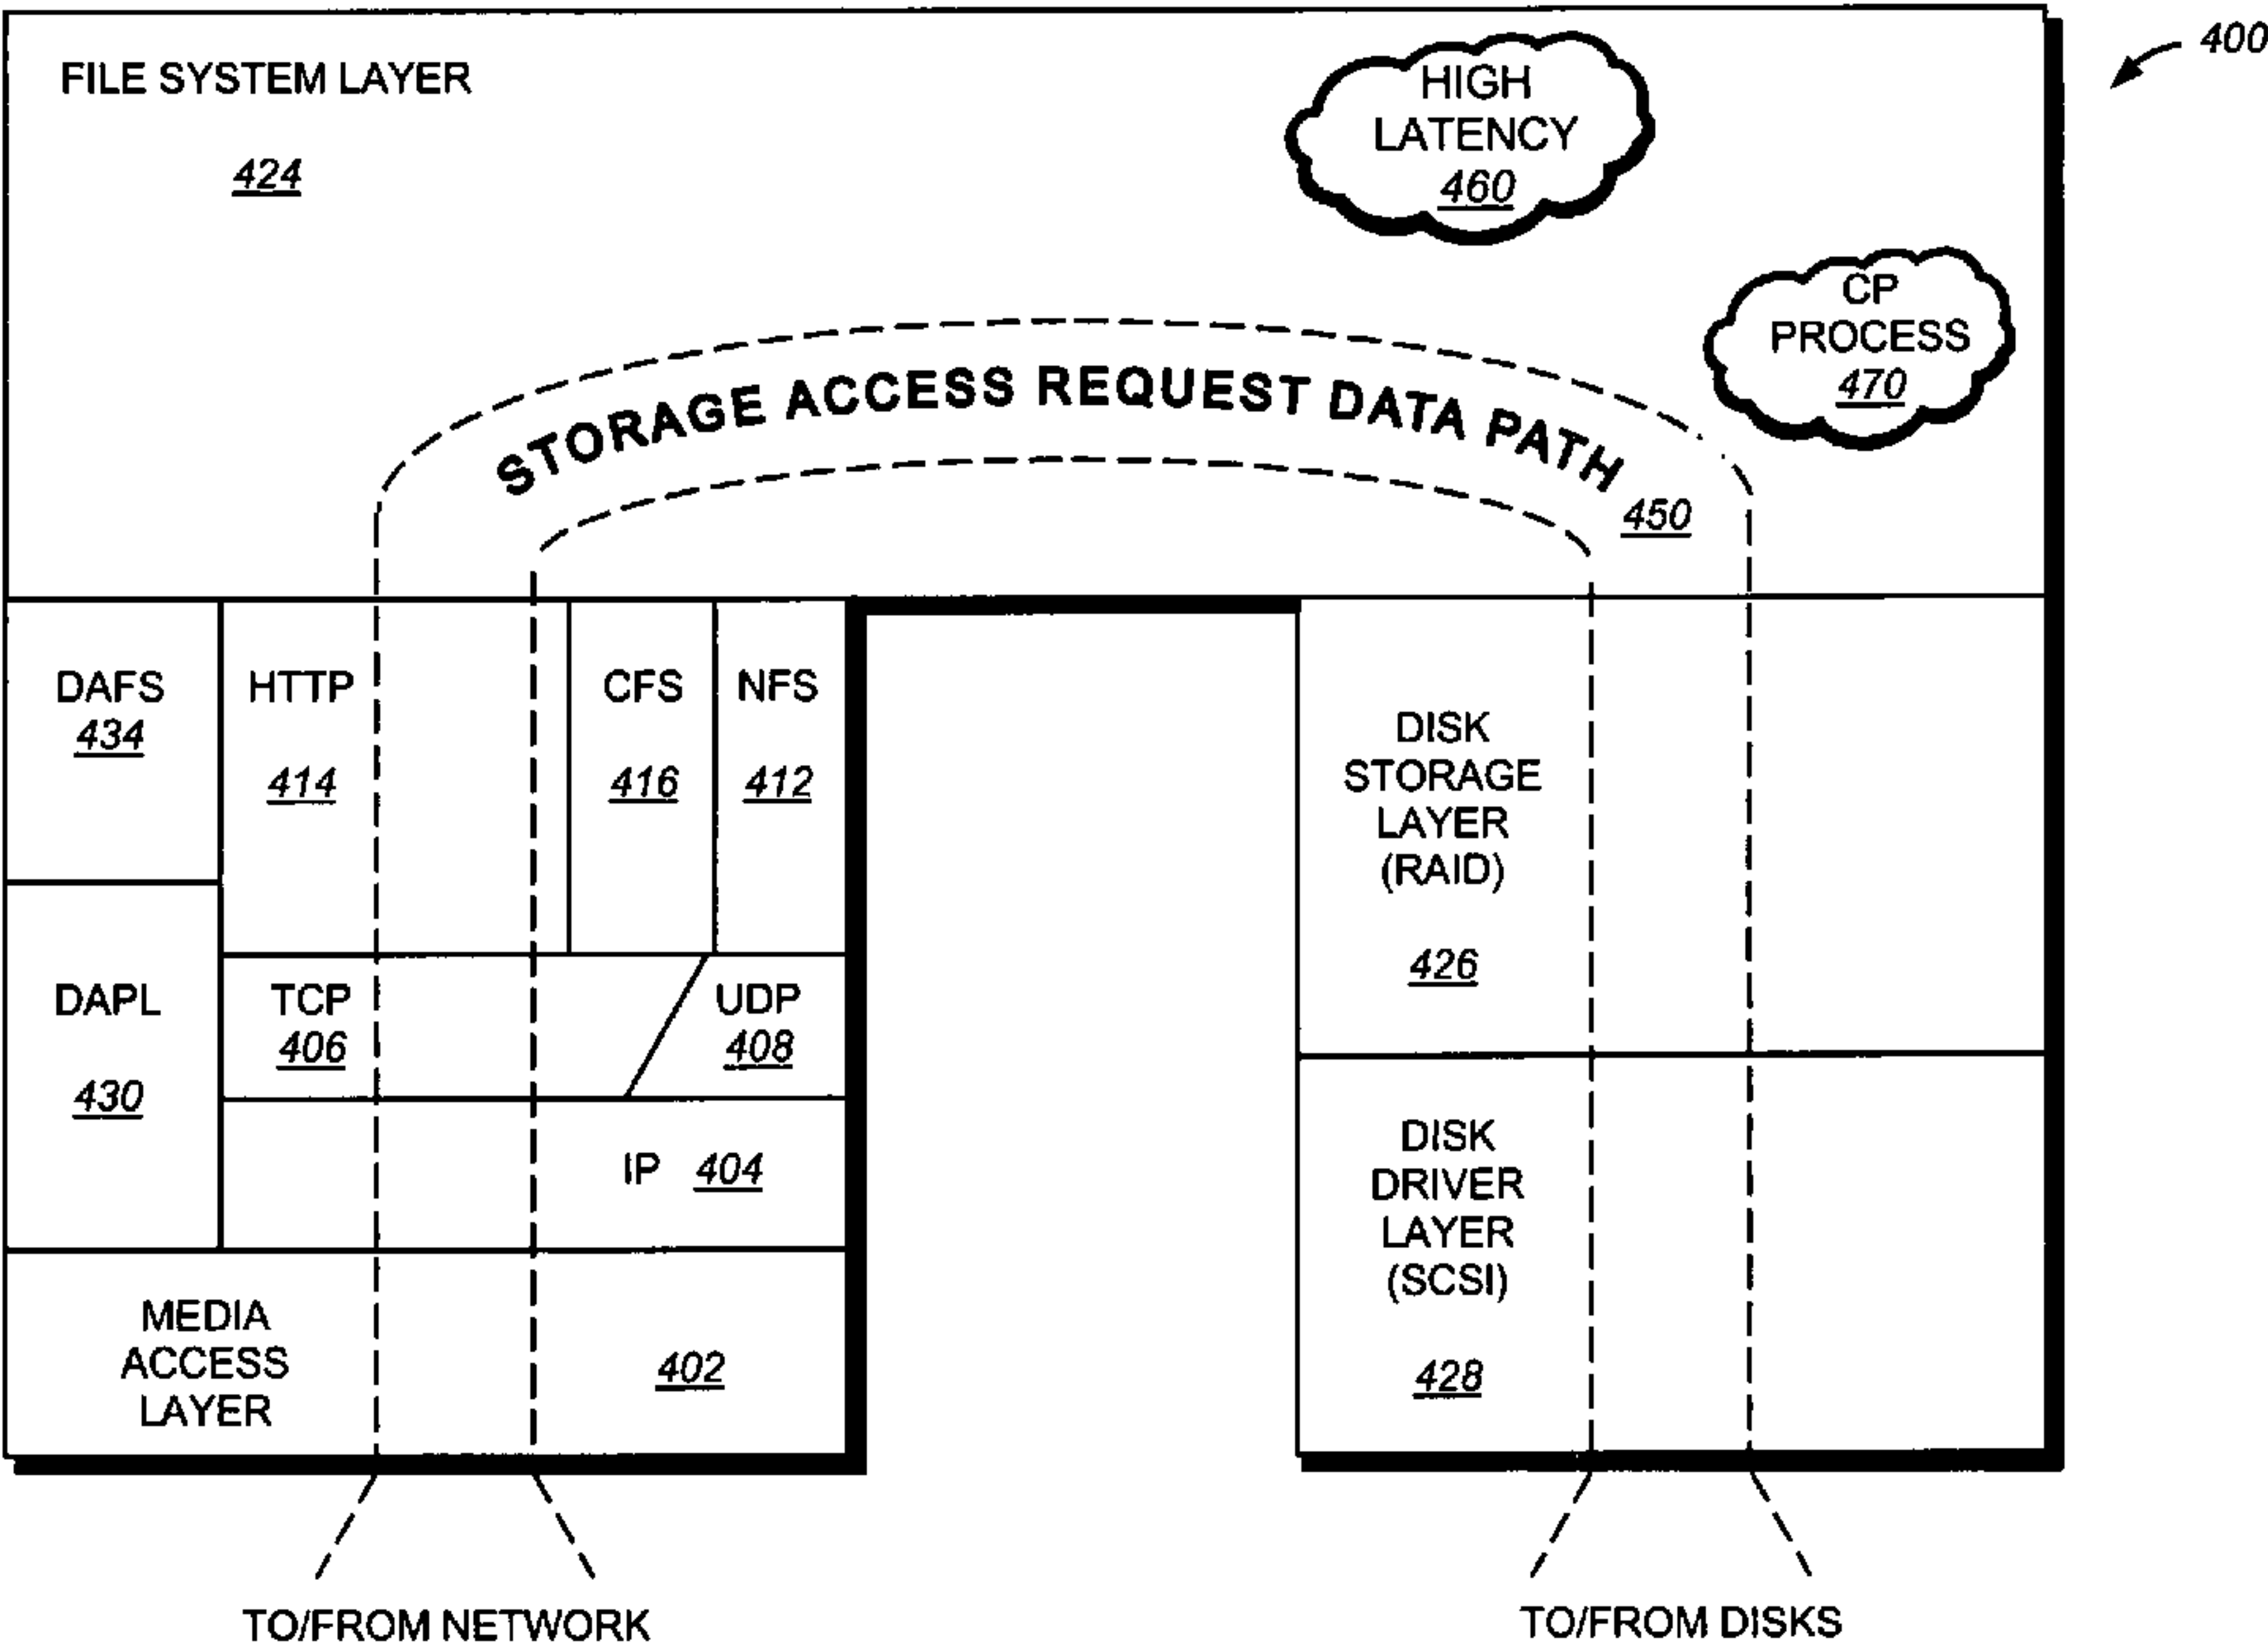 400
FILE SYSTEM LAYER
424
HIGH
LATENCY
460
CP
PROCESS
470
STORAGE ACCESS REQUEST DATA PATH
450
DAFS
434
HTTP
414
CFS
416
NFS
412
DAPL
430
TCP
406
UDP
408
IP 404
MEDIA
ACCESS
LAYER
402
DISK
STORAGE
LAYER
(RAID)
426
DISK
DRIVER
LAYER
(SCSI)
428
TO/FROM NETWORK
TO/FROM DISKS